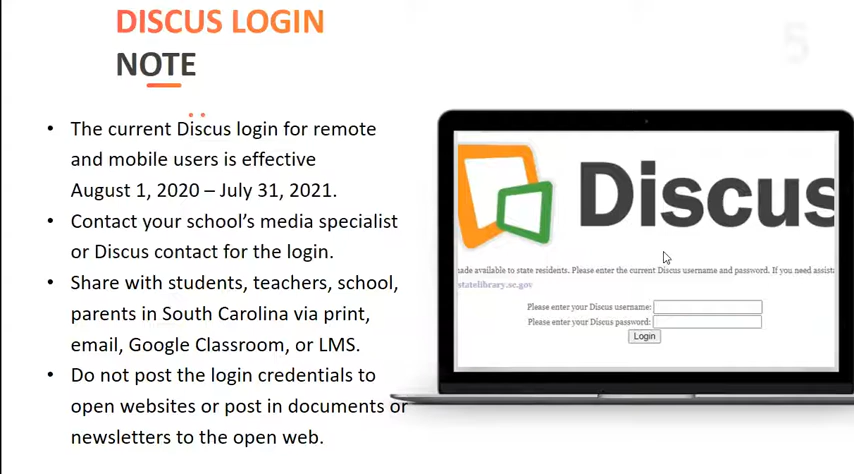 DISCUS LOGIN
NOTE
5
• The current Discus login for remote
and mobile users is effective
August 1, 2020 – July 31, 2021.
• Contact your school's media specialist
or Discus contact for the login.
• Share with students, teachers, school,
parents in South Carolina via print,
email, Google Classroom, or LMS.
• Do not post the login credentials to
open websites or post in documents or
newsletters to the open web.
Discus
ade available to state residents. Please enter the current Discus username and password. If you need assist
statelibrary.sc.gov
Please enter your Discus username:
Please enter your Discus password:
Login